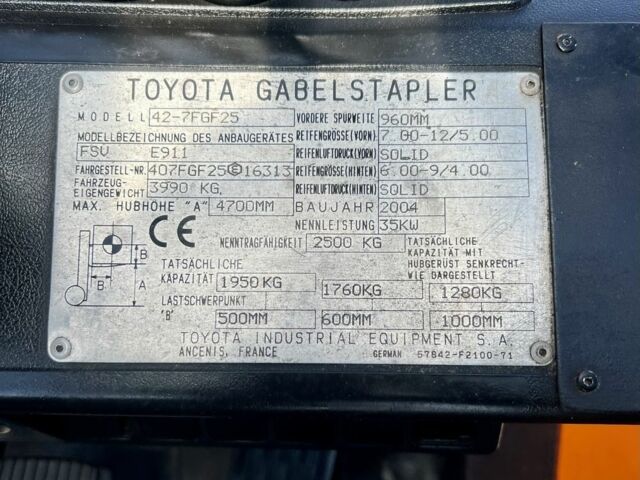 TOYOTA GABELSTAPLER
MODELL 42-7FGF25 VORDERE SPURWEITE 960MM
MODELLBEZEICHNUNG DES ANBAUGERÄTES REIFENGRÖSSE(VORN) 7.00-12/5.00
FSV E911 REIFENLUFTDRUCK(VORN) SOLID
FAHRGESTELL-NR. 407FGF25©16313 REIFENGRÖSSE(HINTEN) 6.00-9/4.00
FAHRZEUG-EIGENGEWICHT 3990 KG, REIFENLUFTDRUCK(HINTEN) SOLID
MAX. HUBHÖHE "A" 4700MM BAUJAHR 2004
NENNLEISTUNG 35KW
CE
NENNTRAGFÄHIGKEIT 2500 KG
TATSÄCHLICHE
KAPAZITÄT MIT
HUBGERÜST SENKRECHT-
WIE DARGESTELLT
B
B
A
TATSÄCHLICHE
KAPAZITÄT 1950KG 1760KG 1280KG
LASTSCHWERPUNKT
"B" 500MM 600MM 1000MM
TOYOTA INDUSTRIAL EQUIPMENT S.A.
ANCENIS, FRANCE GERMAN 57842-F2100-71